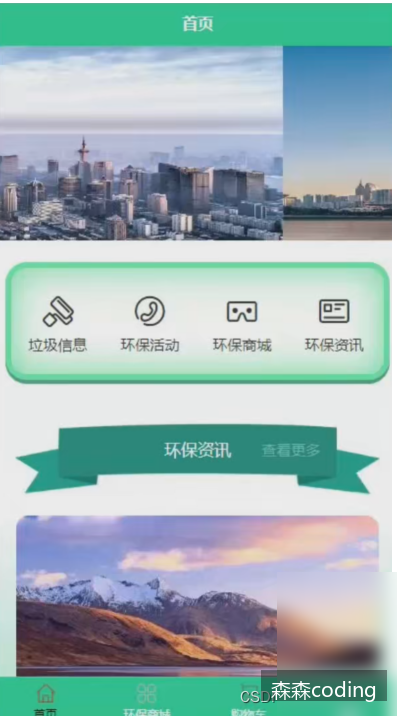 首页
垃圾信息 环保活动 环保商城 环保资讯
环保资讯 查看更多
森森coding
CSD
首页 环保商城 购物车